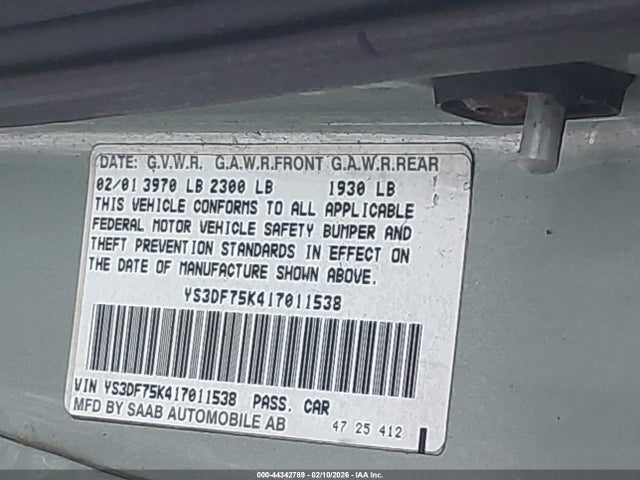 DATE: G.V.W.R. G.A.W.R.FRONT G.A.W.R.REAR
02/01 3970 LB 2300 LB 1930 LB
THIS VEHICLE CONFORMS TO ALL APPLICABLE
FEDERAL MOTOR VEHICLE SAFETY BUMPER AND
THEFT PREVENTION STANDARDS IN EFFECT ON
THE DATE OF MANUFACTURE SHOWN ABOVE.
YS3DF75K417011538
VIN YS3DF75K417011538 PASS. CAR
MFD BY SAAB AUTOMOBILE AB 47 25 412
000-44342789 - 02/10/2026 - IAA Inc.